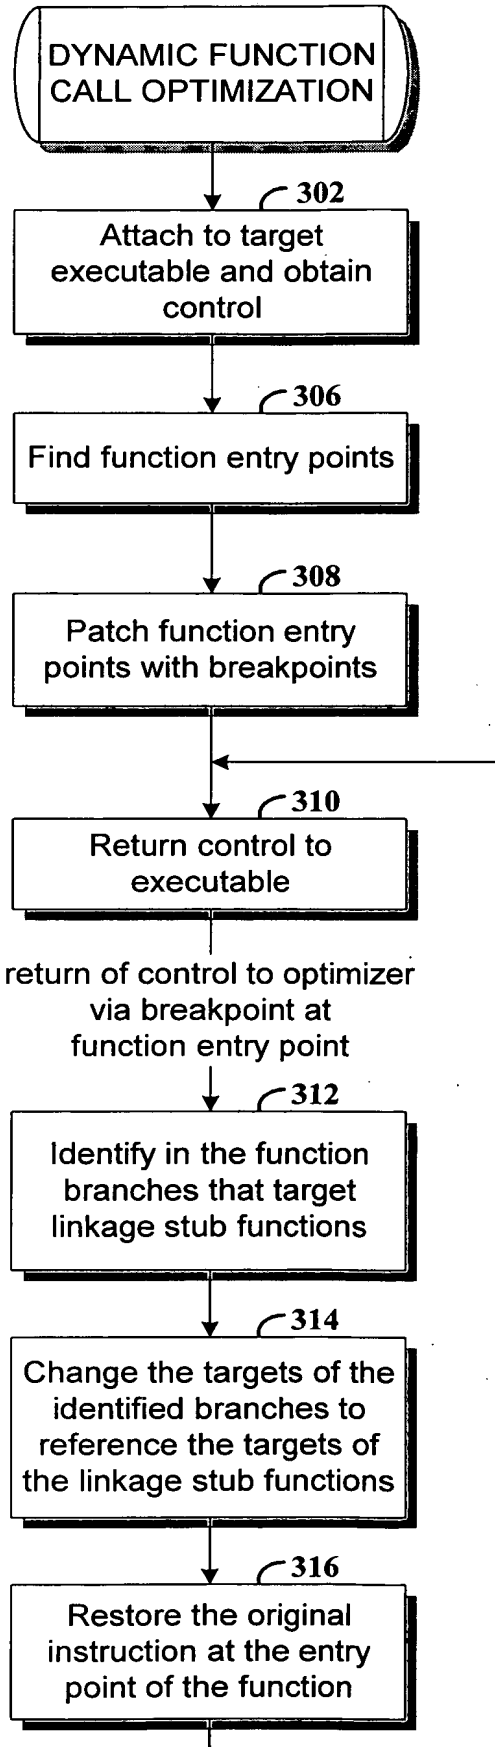 DYNAMIC FUNCTION
CALL OPTIMIZATION
302
Attach to target
executable and obtain
control
306
Find function entry points
308
Patch function entry
points with breakpoints
310
Return control to
executable
return of control to optimizer
via breakpoint at
function entry point
312
Identify in the function
branches that target
linkage stub functions
314
Change the targets of the
identified branches to
reference the targets of
the linkage stub functions
316
Restore the original
instruction at the entry
point of the function